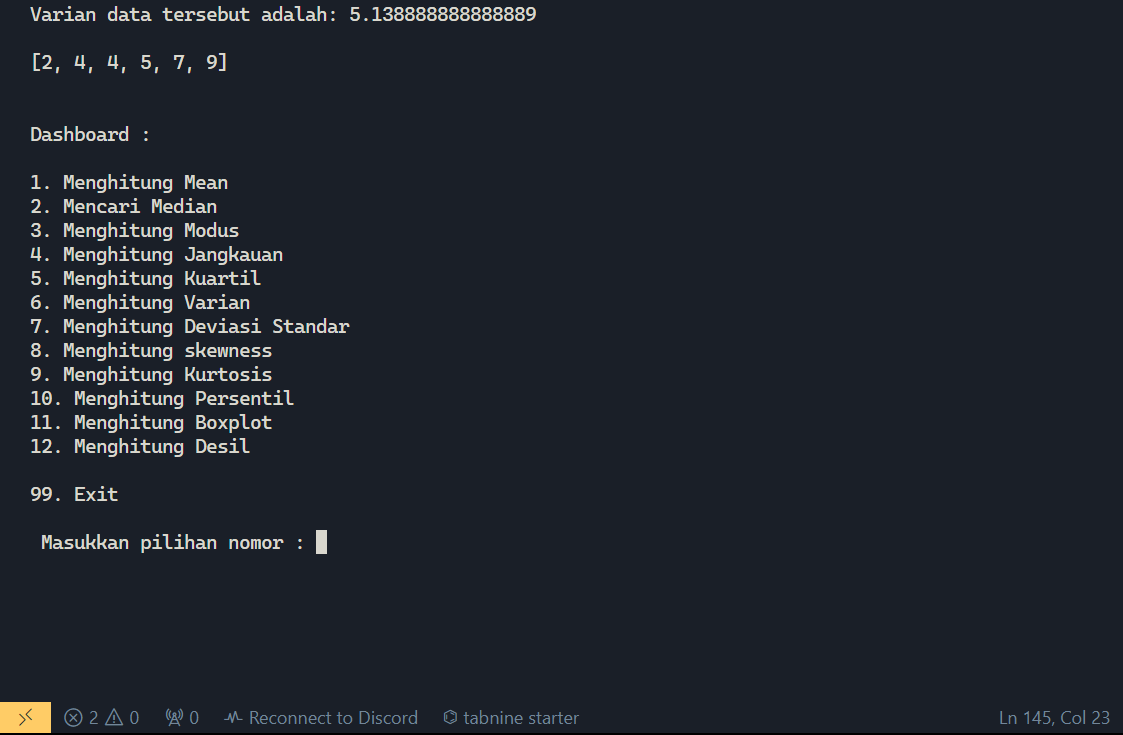 Varian data tersebut adalah: 5.138888888888889
[2, 4, 4, 5, 7, 9]
Dashboard :
1. Menghitung Mean
2. Mencari Median
3. Menghitung Modus
4. Menghitung Jangkauan
5. Menghitung Kuartil
6. Menghitung Varian
7. Menghitung Deviasi Standar
8. Menghitung skewness
9. Menghitung Kurtosis
10. Menghitung Persentil
11. Menghitung Boxplot
12. Menghitung Desil
99. Exit
Masukkan pilihan nomor :
2 0 0 Reconnect to Discord tabnine starter Ln 145, Col 23